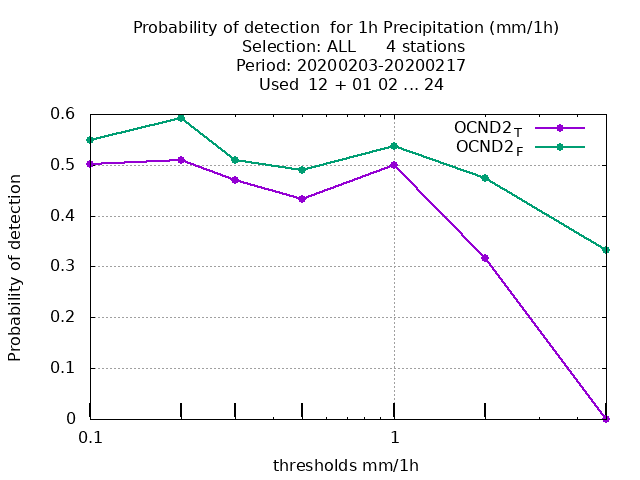 Probability of detection  for 1h Precipitation (mm/1h)
Selection: ALL      4 stations
Period: 20200203-20200217
Used  12 + 01 02 ... 24
OCND2T
OCND2F
0.6
0.5
0.4
0.3
0.2
0.1
0
Probability of detection
0.1
1
thresholds mm/1h